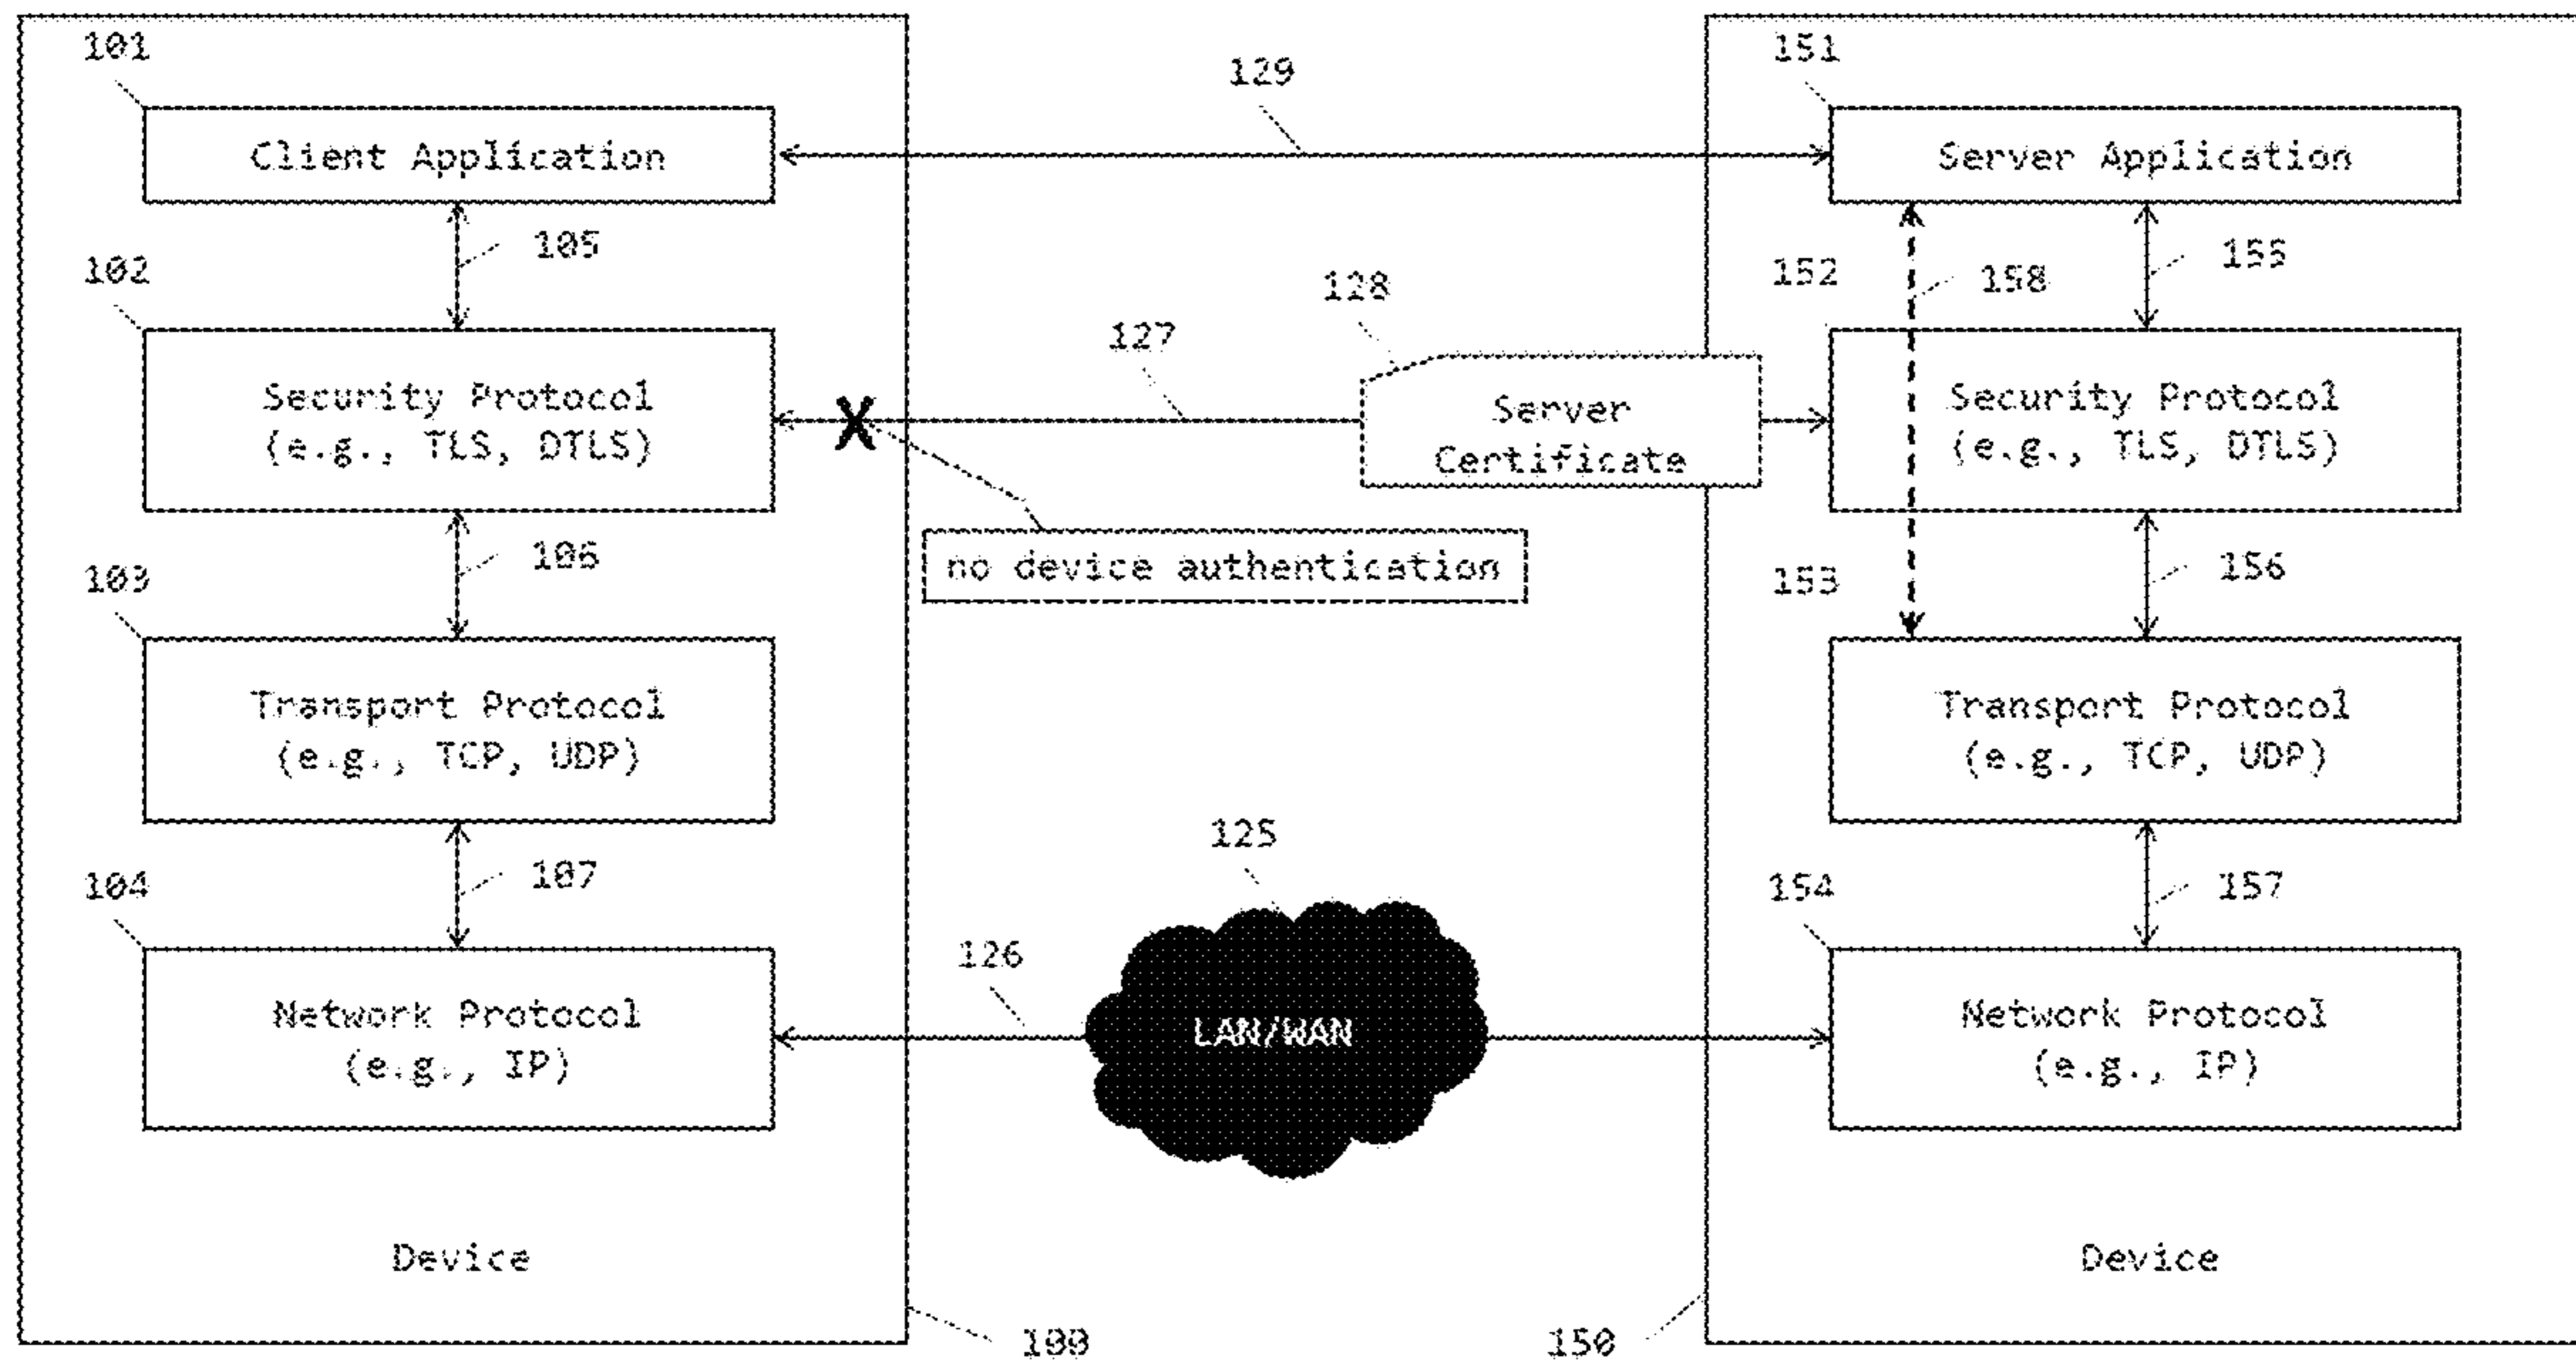 101
Client Application
105
102
Security Protocol
(e.g., TLS, DTLS)
106
103
Transport Protocol
(e.g., TCP, UDP)
107
104
Network Protocol
(e.g., IP)
Device
100
129
128
127
Server
Certificate
no device authentication
125
126
LAN/WAN
151
Server Application
155
152
158
Security Protocol
(e.g., TLS, DTLS)
156
153
Transport Protocol
(e.g., TCP, UDP)
157
154
Network Protocol
(e.g., IP)
Device
150
X